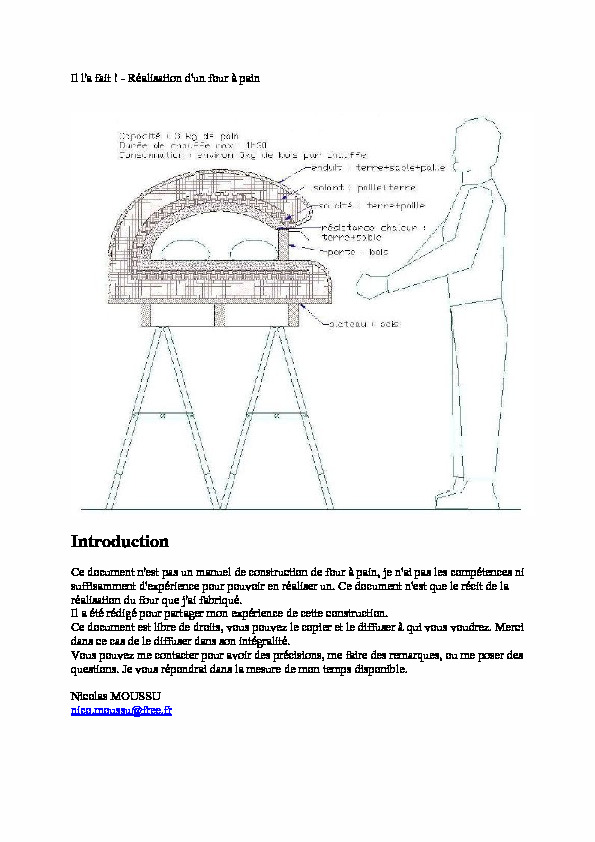 Il l'a fait ! - Réalisation d'un four à pain
Capacité : 3 kg de pain
Durée de chauffe max : 1h30
Consommation : environ 3kg de bois par chauffe
enduit : terre+sable+paille
isolant : paille+terre
solidité : terre+paille
résistance chaleur :
terre+sable
porte : bois
plateau : bois
Introduction
Ce document n'est pas un manuel de construction de four à pain, je n'ai pas les compétences ni
suffisamment d'expérience pour pouvoir en réaliser un. Ce document n'est que le récit de la
réalisation du four que j'ai fabriqué.
Il a été rédigé pour partager mon expérience de cette construction.
Ce document est libre de droits, vous pouvez le copier et le diffuser à qui vous voudrez. Merci
dans ce cas de le diffuser dans son intégralité.
Vous pouvez me contacter pour avoir des précisions, me faire des remarques, ou me poser des
questions. Je vous répondrai dans la mesure de mon temps disponible.
Nicolas MOUSSU
nico.moussu@free.fr